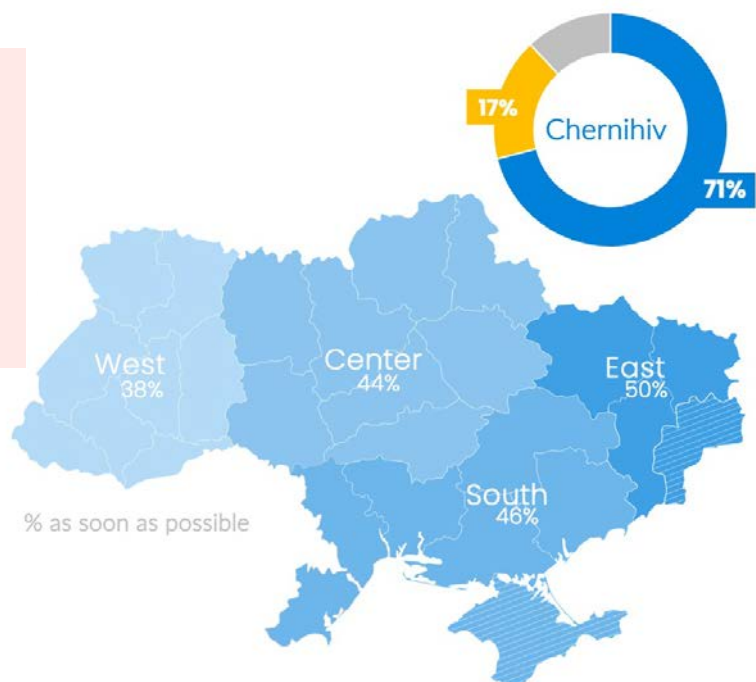 17%
Chernihiv
71%
West
38%
Center
44%
East
50%
South
46%
% as soon as possible